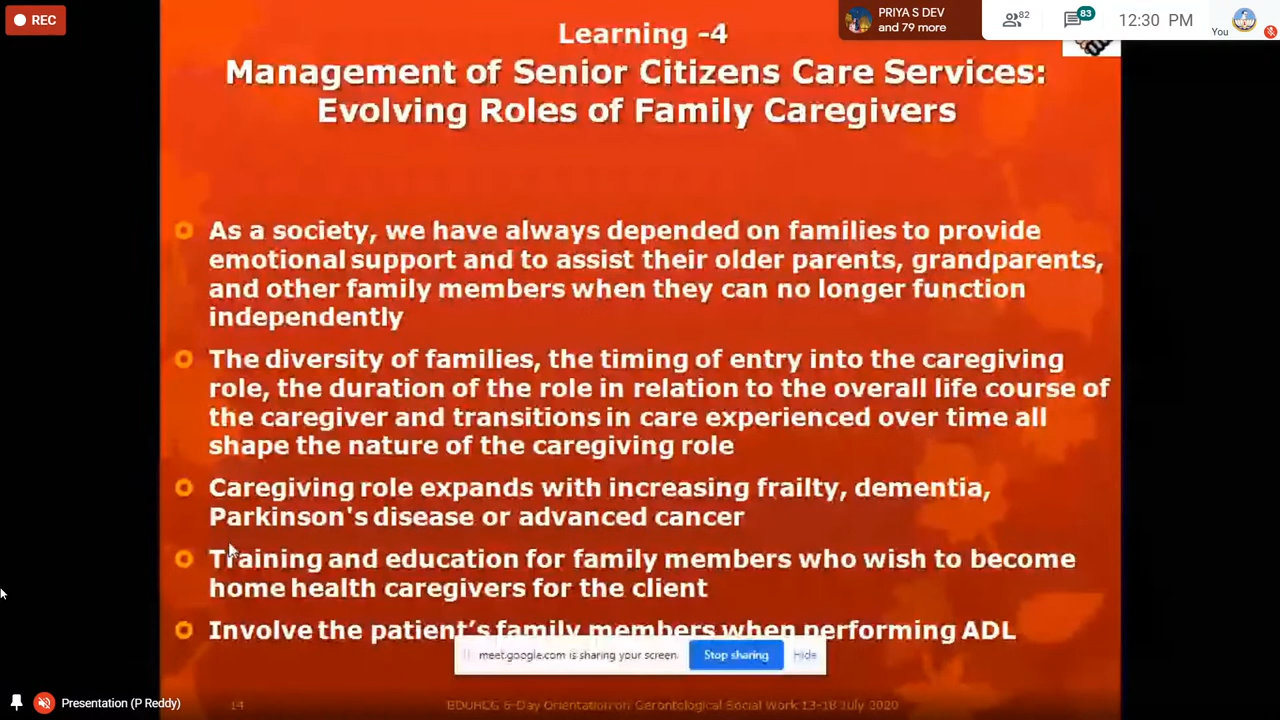 REC
PRIYA S DEV
and 79 more
82
83
12:30 PM
You
Learning -4
Management of Senior Citizens Care Services:
Evolving Roles of Family Caregivers
As a society, we have always depended on families to provide
emotional support and to assist their older parents, grandparents,
and other family members when they can no longer function
independently
The diversity of families, the timing of entry into the caregiving
role, the duration of the role in relation to the overall life course of
the caregiver and transitions in care experienced over time all
shape the nature of the caregiving role
Caregiving role expands with increasing frailty, dementia,
Parkinson's disease or advanced cancer
Training and education for family members who wish to become
home health caregivers for the client
Involve the patient’s family members when performing ADL
meet.google.com is sharing your screen.
Stop sharing
Hide
Presentation (P Reddy)
14
6-Day Orientation on Gerontological Social Work 13-18 July 2020